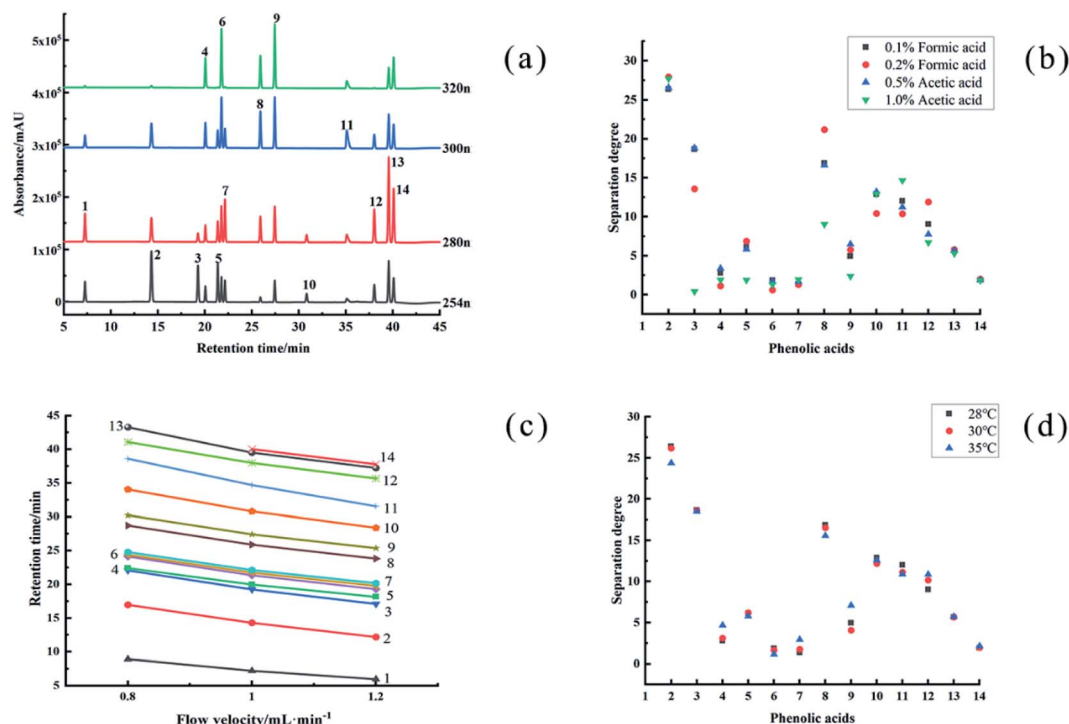 (a)
5x10⁵
4x10⁵
3x10⁵
2x10⁵
1x10⁵
0
Absorbance/mAU
1
2
3
4
5
6
7
8
9
10
11
12
13
14
320n
300n
280n
254n
5 10 15 20 25 30 35 40 45
Retention time/min
(b)
0.1% Formic acid
0.2% Formic acid
0.5% Acetic acid
1.0% Acetic acid
30
25
20
15
10
5
0
Separation degree
1 2 3 4 5 6 7 8 9 10 11 12 13 14
Phenolic acids
(c)
45
40
35
30
25
20
15
10
5
Retention time/min
13
6
4
14
12
11
10
9
8
7
5
3
2
1
0.8 1 1.2
Flow velocity/mL·min⁻¹
(d)
28°C
30°C
35°C
30
25
20
15
10
5
0
Separation degree
1 2 3 4 5 6 7 8 9 10 11 12 13 14
Phenolic acids